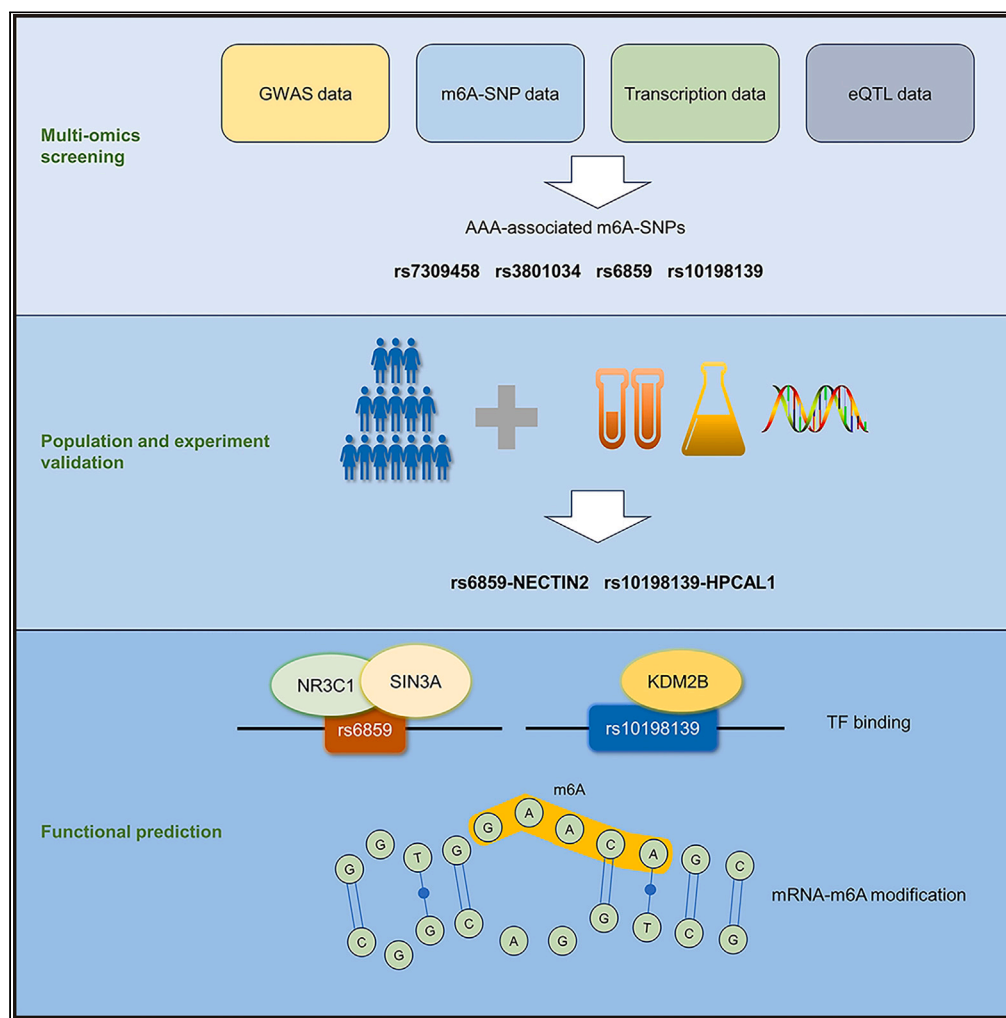 GWAS data
m6A-SNP data
Transcription data
eQTL data
Multi-omics
screening
AAA-associated m6A-SNPs
rs7309458 rs3801034 rs6859 rs10198139
Population and experiment
validation
rs6859-NECTIN2 rs10198139-HPCAL1
NR3C1
SIN3A
KDM2B
rs6859
rs10198139
TF binding
Functional prediction
m6A
G G T G G A A C A G C
mRNA-m6A modification
C G G C A G G T C G